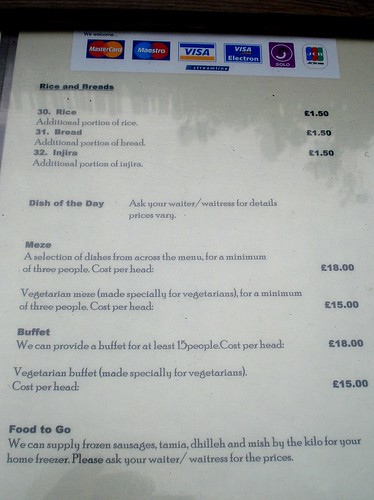 We welcome...
MasterCard Maestro VISA VISA Electron SOLO JCB
streamline
Rice and Breads
30. Rice £1.50
Additional portion of rice.
31. Bread £1.50
Additional portion of bread.
32. Injira £1.50
Additional portion of injira.
Dish of the Day Ask your waiter/waitress for details
prices vary.
Meze
A selection of dishes from across the menu, for a minimum
of three people. Cost per head: £18.00
Vegetarian meze (made specially for vegetarians), for a minimum
of three people. Cost per head: £15.00
Buffet
We can provide a buffet for at least 15people.Cost per head: £18.00
Vegetarian buffet (made specially for vegetarians).
Cost per head: £15.00
Food to Go
We can supply frozen sausages, tamia, dhilleh and mish by the kilo for your
home freezer. Please ask your waiter/ waitress for the prices.